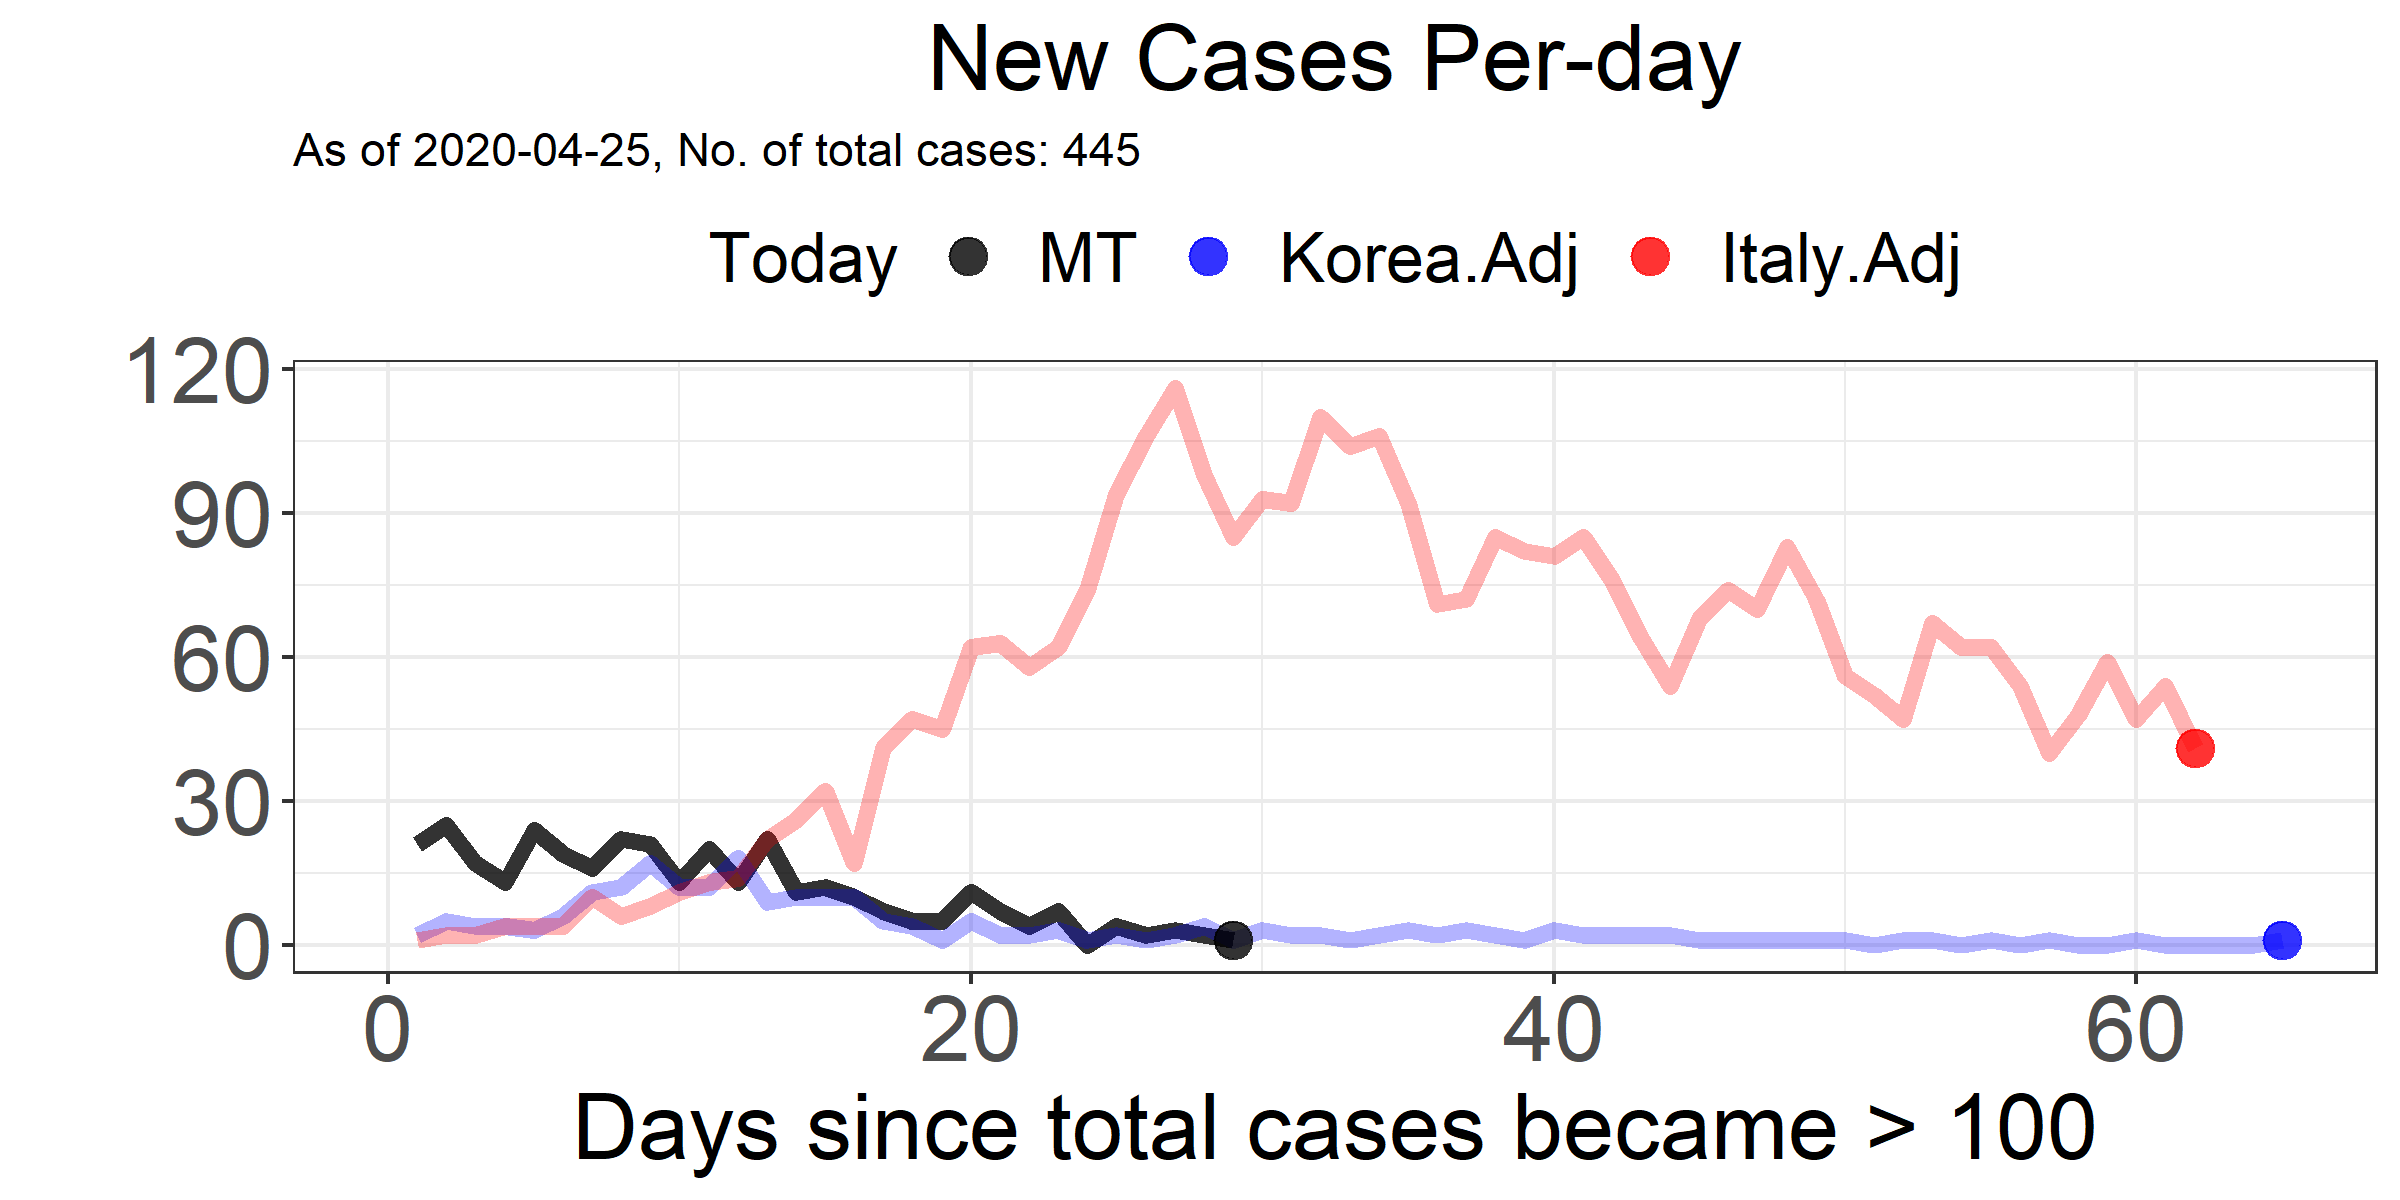 New Cases Per-day
As of 2020-04-25, No. of total cases: 445
Today MT Korea.Adj Italy.Adj
120
90
60
30
0
0 20 40 60
Days since total cases became > 100